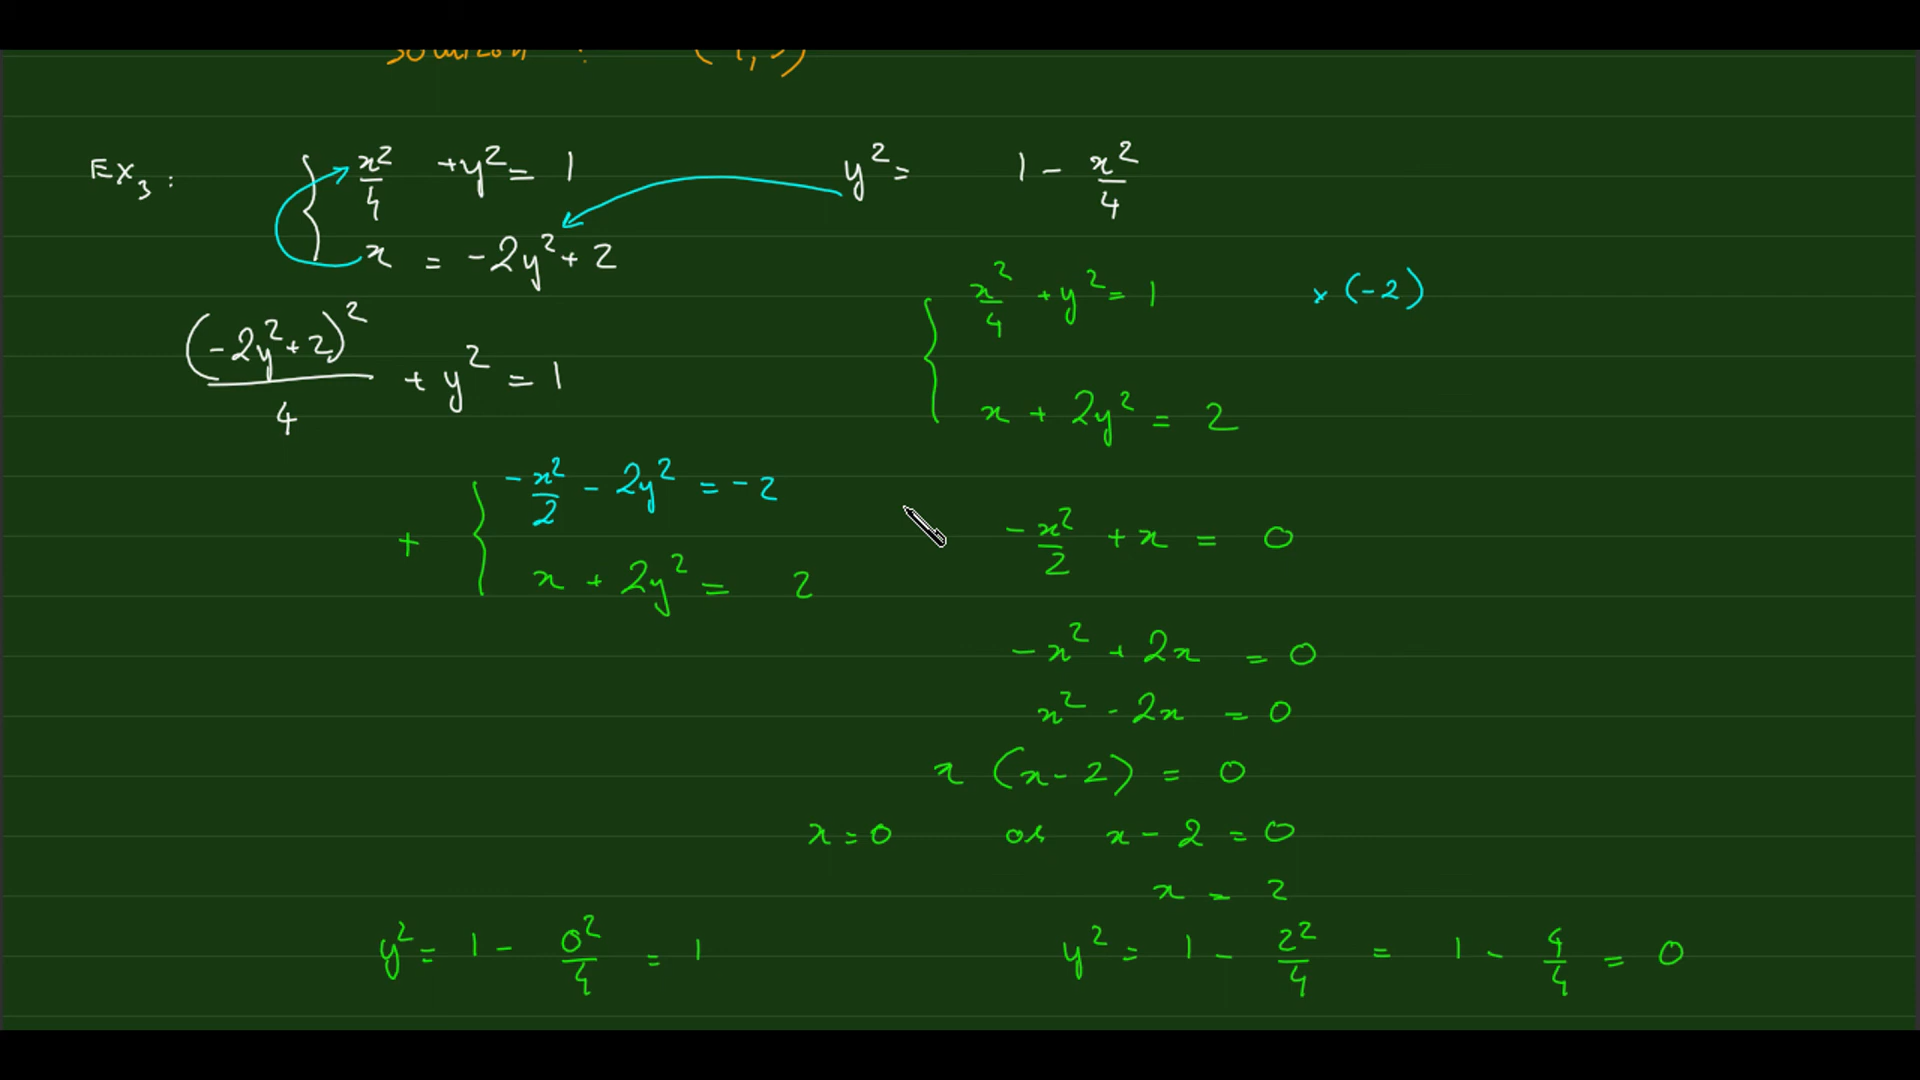 solution :
Ex3 : { x²/4 + y² = 1
x = -2y² + 2
y² = 1 - x²/4
(-2y² + 2)²/4 + y² = 1
{ x²/4 + y² = 1 × (-2)
x + 2y² = 2
+ { -x²/2 - 2y² = -2
x + 2y² = 2
-x²/2 + x = 0
-x² + 2x = 0
x² - 2x = 0
x (x - 2) = 0
x = 0 or x - 2 = 0
x = 2
y² = 1 - 0²/4 = 1
y² = 1 - 2²/4 = 1 - 4/4 = 0